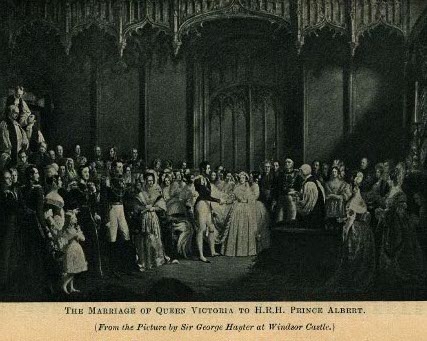 The Marriage of Queen Victoria to H.R.H. Prince Albert.
(From the Picture by Sir George Hayter at Windsor Castle.)